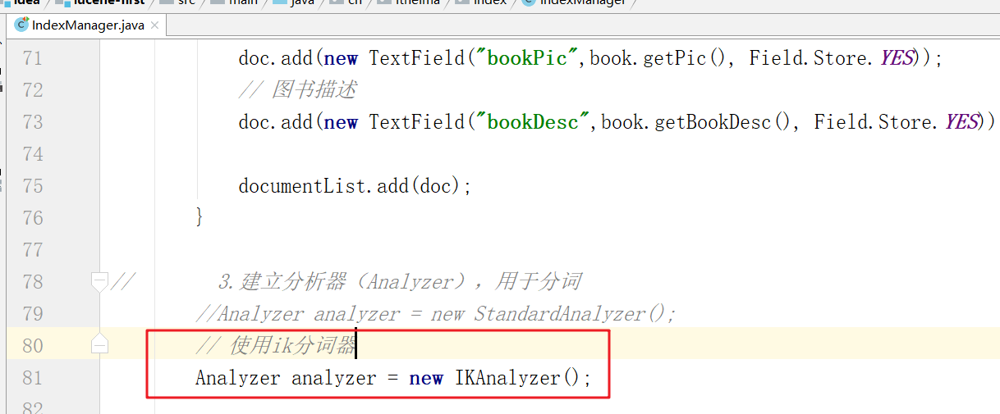 idea lucene-first src main java cn itheima index IndexManager
IndexManager.java
71 doc.add(new TextField("bookPic",book.getPic(), Field.Store.YES));
72 // 图书描述
73 doc.add(new TextField("bookDesc",book.getBookDesc(), Field.Store.YES))
74
75 documentList.add(doc);
76 }
77
78 // 3.建立分析器（Analyzer），用于分词
79 //Analyzer analyzer = new StandardAnalyzer();
80 // 使用ik分词器
81 Analyzer analyzer = new IKAnalyzer();
82